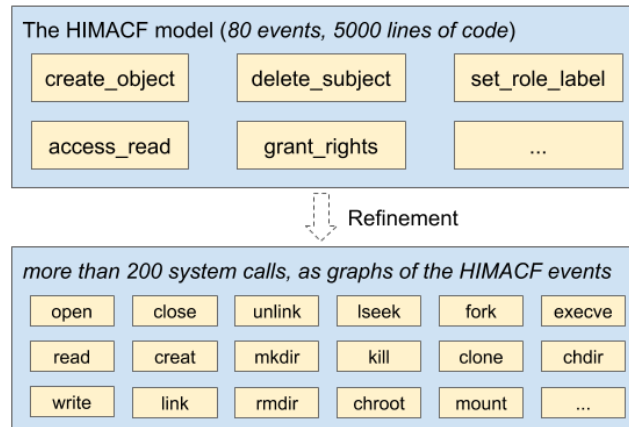 The HIMACF model (80 events, 5000 lines of code)
create_object delete_subject set_role_label
access_read grant_rights ...
Refinement
more than 200 system calls, as graphs of the HIMACF events
open close unlink lseek fork execve
read creat mkdir kill clone chdir
write link rmdir chroot mount ...